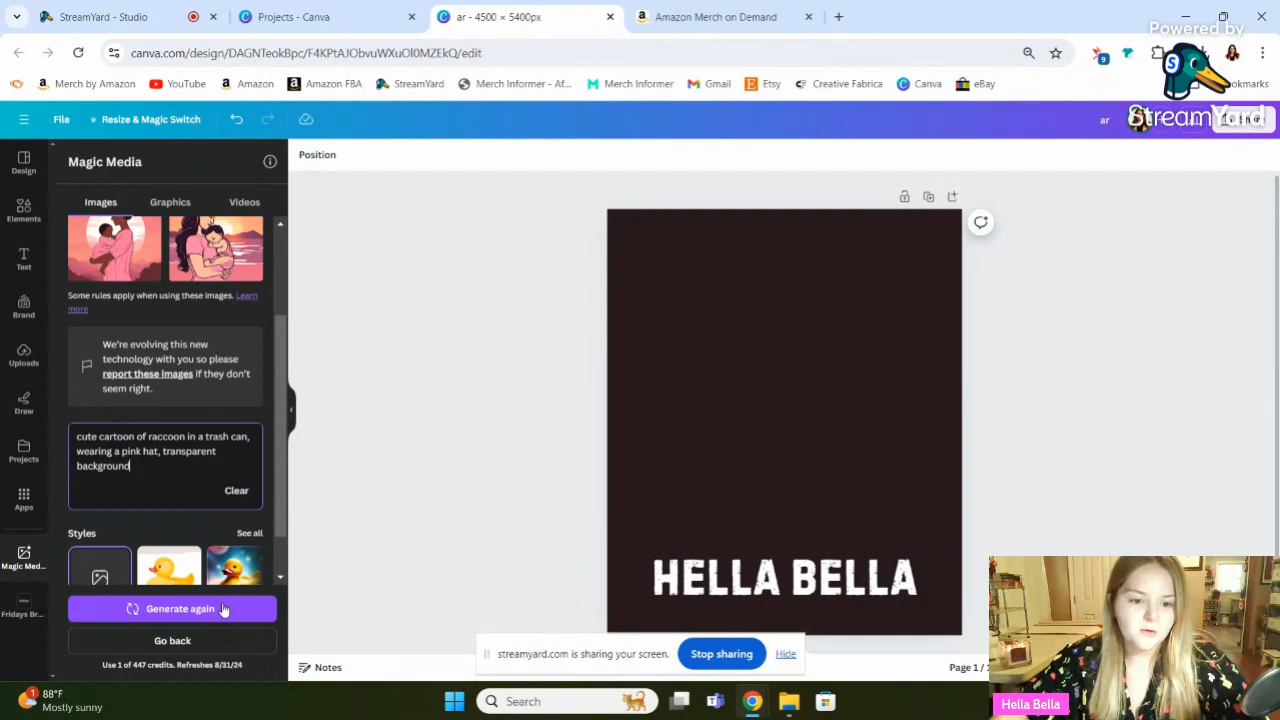 Powered by
StreamYard
Projects - Canva
ar - 4500 × 5400px
Amazon Merch on Demand
canva.com/design/DAGNTeokBpc/F4KPtAJObvuWXuOl0MZEkQ/edit
9
Merch by Amazon
YouTube
Amazon
Amazon FBA
StreamYard
Merch Informer - Af...
Merch Informer
Gmail
Etsy
Creative Fabrica
Canva
eBay
File
Resize & Magic Switch
ar
Design
Elements
Text
Brand
Uploads
Draw
Projects
Apps
Magic Med...
Fridays Br...
Magic Media
Images
Graphics
Videos
Some rules apply when using these images. Learn
more
We're evolving this new
technology with you so please
report these images if they don't
seem right.
cute cartoon of raccoon in a trash can,
wearing a pink hat, transparent
background
Clear
Styles
See all
Generate again
Go back
Use 1 of 447 credits. Refreshes 8/31/24
Position
HELLA BELLA
streamyard.com is sharing your screen.
Stop sharing
Hide
Notes
Page 1 /
Hella Bella
1
88°F
Mostly sunny
Search